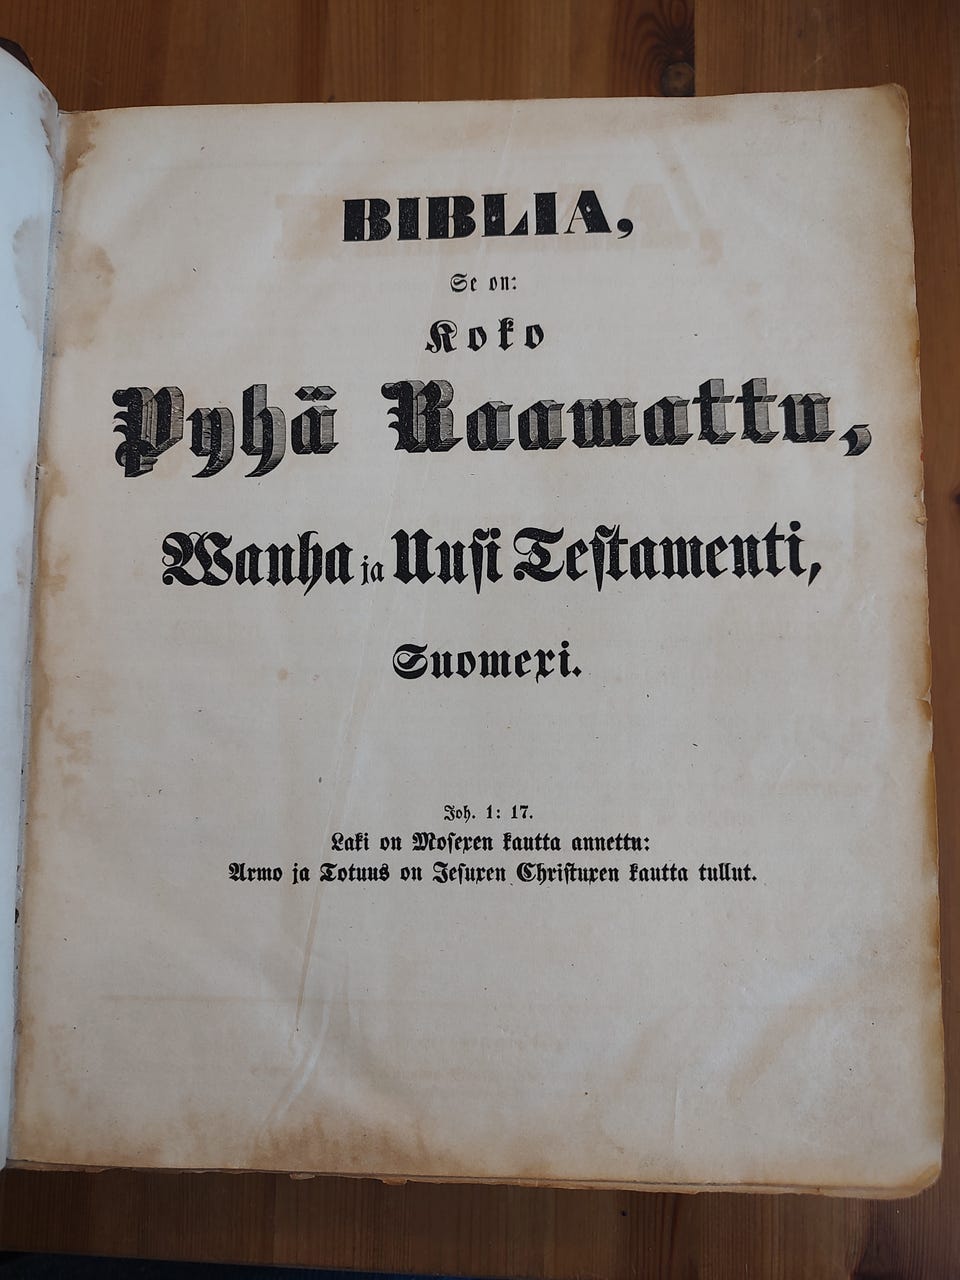 BIBLIA,
Se on:
Koko
Pyhä Raamattu,
Wanha ja Uusi Testamenti,
Suomexi.
Joh. 1: 17.
Laki on Mosexen kautta annettu:
Armo ja Totuus on Jesuxen Christuxen kautta tullut.